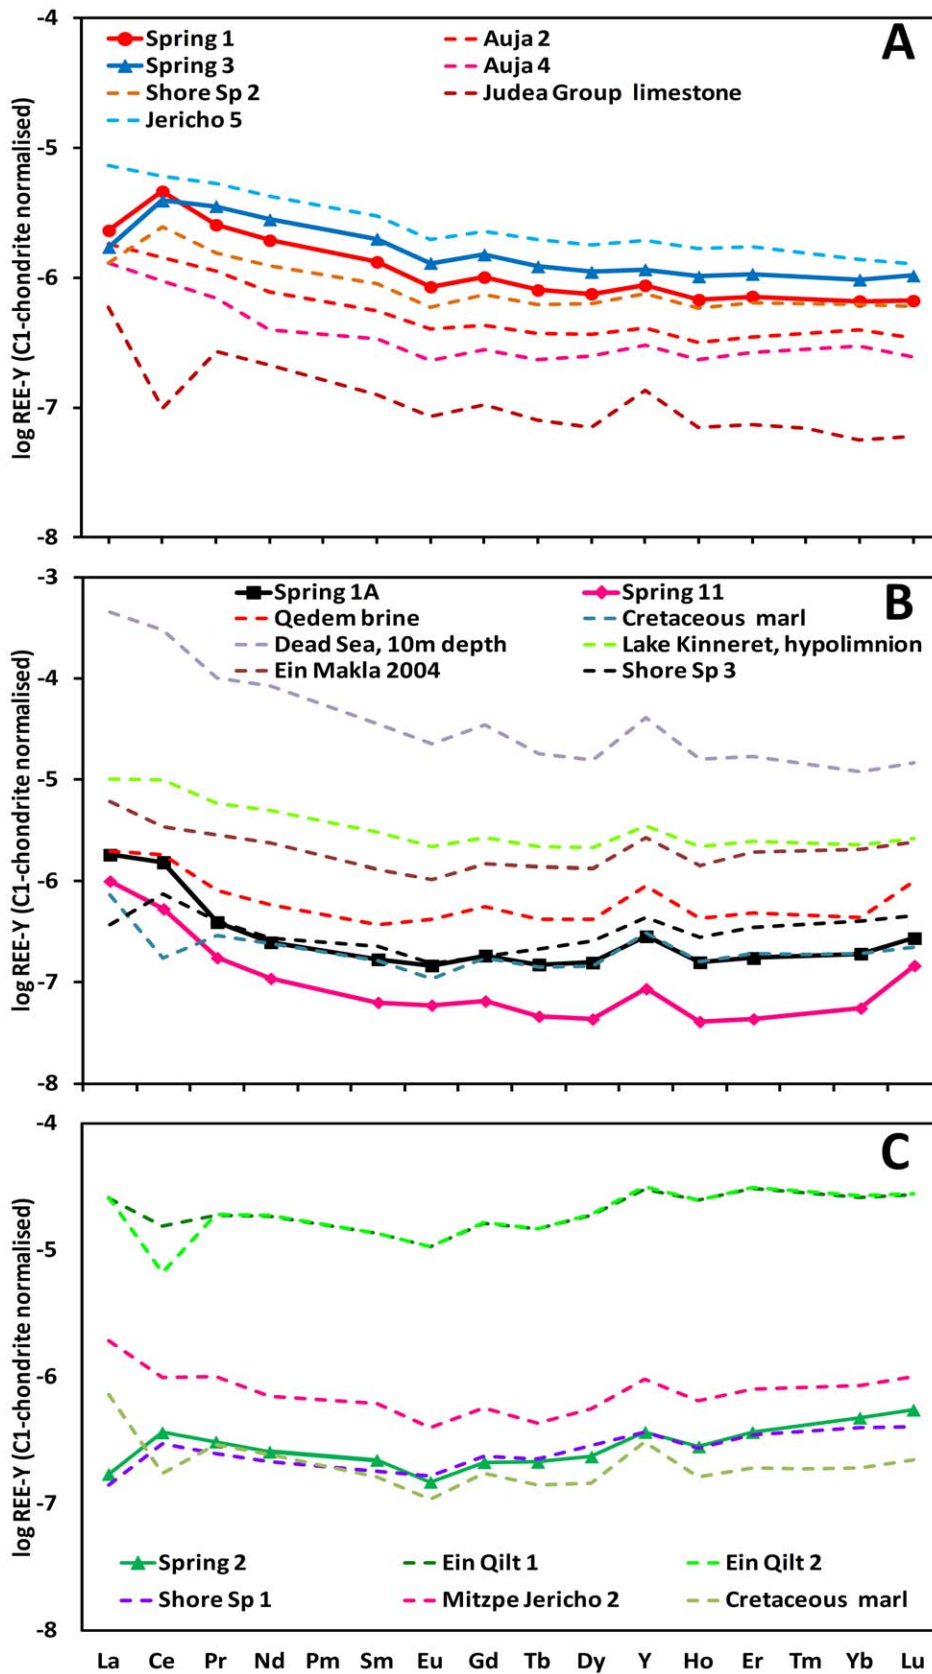 -4
-5
-6
-7
-8
log REE-Y (C1-chondrite normalised)
A
Spring 1
Auja 2
Spring 3
Auja 4
Shore Sp 2
Judea Group limestone
Jericho 5
-3
-4
-5
-6
-7
-8
log REE-Y (C1-chondrite normalised)
B
Spring 1A
Spring 11
Qedem brine
Cretaceous marl
Dead Sea, 10m depth
Lake Kinneret, hypolimnion
Ein Makla 2004
Shore Sp 3
-4
-5
-6
-7
-8
log REE-Y (C1-chondrite normalised)
C
Spring 2
Ein Qilt 1
Ein Qilt 2
Shore Sp 1
Mitzpe Jericho 2
Cretaceous marl
La Ce Pr Nd Pm Sm Eu Gd Tb Dy Y Ho Er Tm Yb Lu